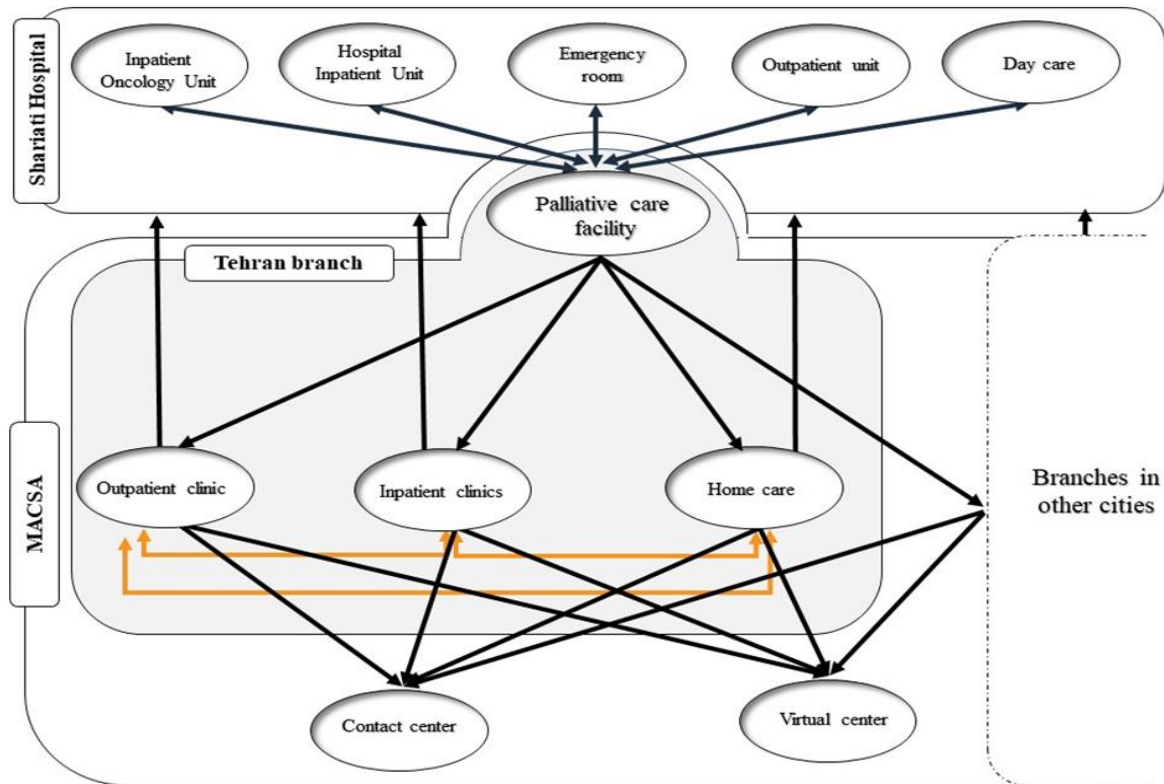 Shariati Hospital
Inpatient
Oncology Unit
Hospital
Inpatient Unit
Emergency
room
Outpatient unit
Day care
Palliative care
facility
Tehran branch
MACSA
Outpatient clinic
Inpatient clinics
Home care
Branches in
other cities
Contact center
Virtual center